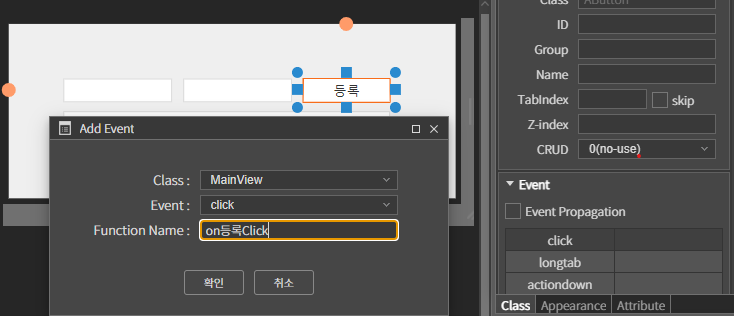 Class
Abutton
ID
Group
Name
TabIndex
skip
Z-index
CRUD
0(no-use)
Event
Event Propagation
click
longtab
actiondown
Class
Appearance
Attribute
등록
Add Event
Class :
MainView
Event :
click
Function Name :
on등록Click
확인
취소